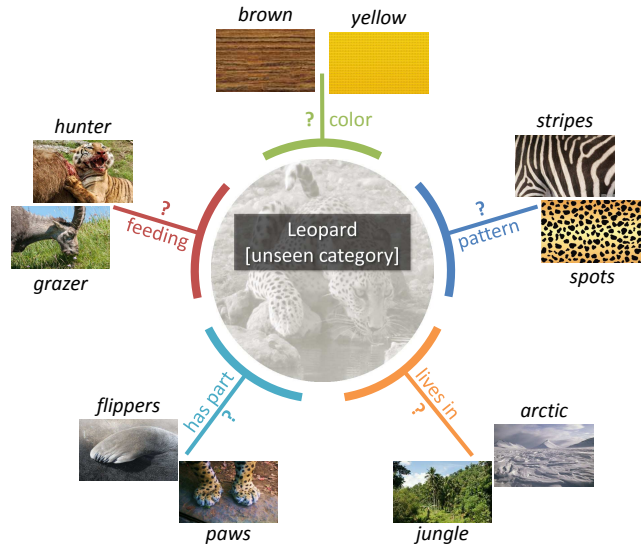 brown
yellow
? color
hunter
stripes
?
feeding
?
pattern
Leopard
[unseen category]
grazer
spots
has part
?
lives in
?
flippers
arctic
paws
jungle